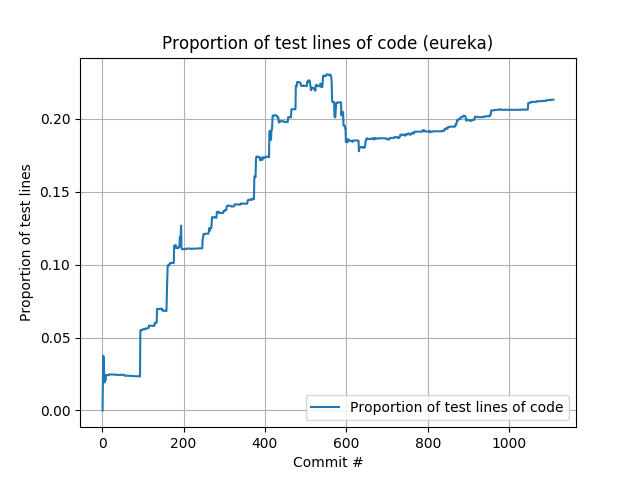 Proportion of test lines of code (eureka)
Proportion of test lines
0.20
0.15
0.10
0.05
0.00
0
200
400
600
800
1000
Commit #
Proportion of test lines of code